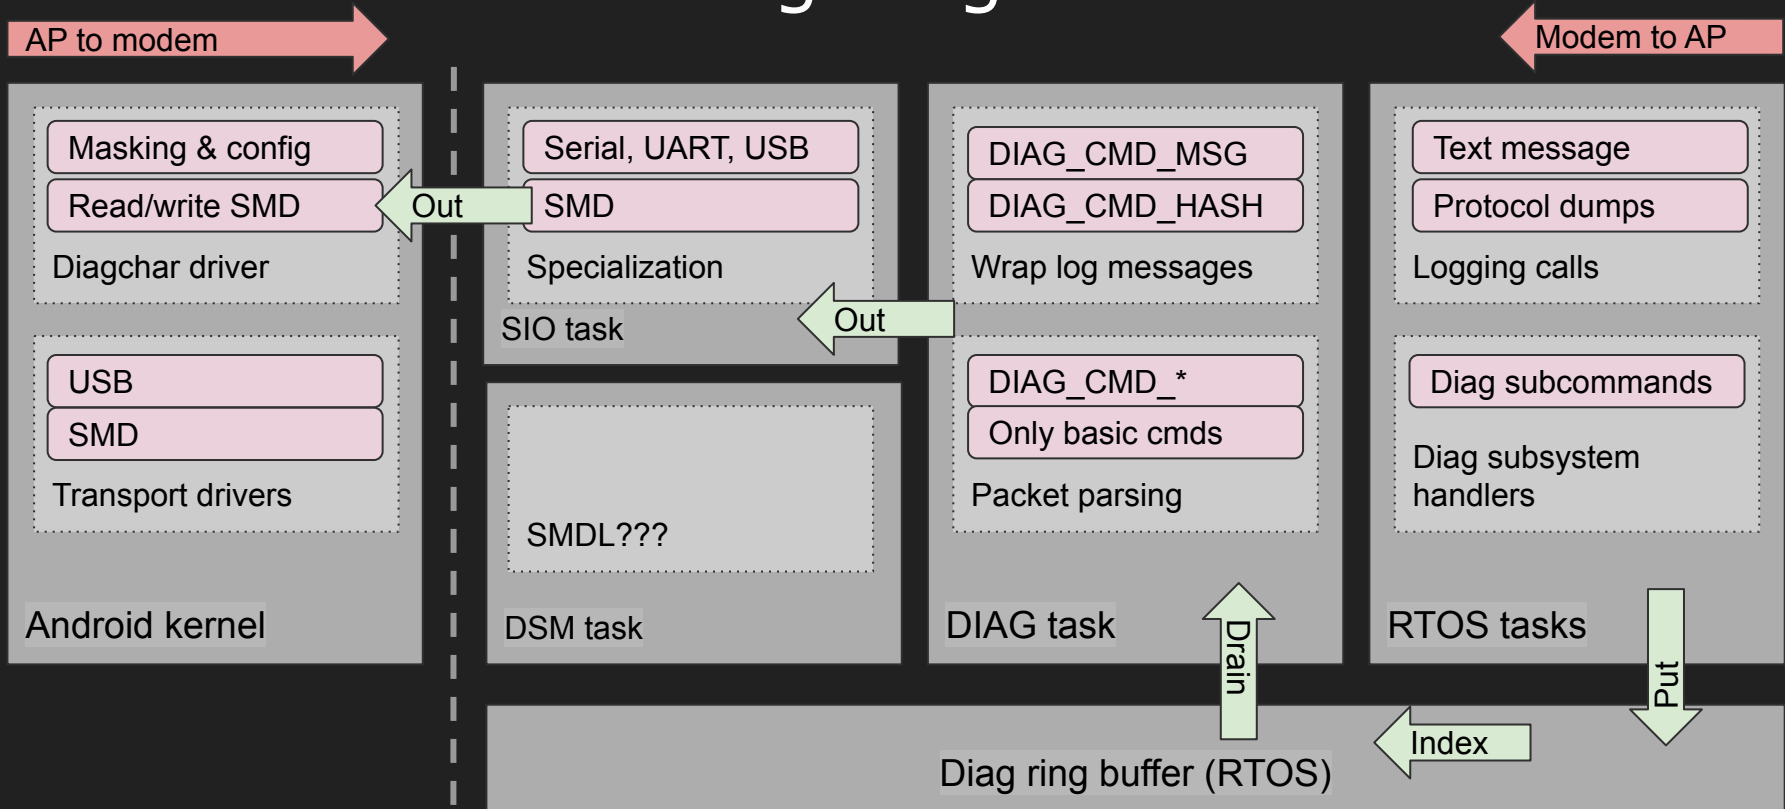 AP to modem
Modem to AP
Masking & config
Read/write SMD
Diagchar driver
USB
SMD
Transport drivers
Android kernel
Out
Serial, UART, USB
SMD
Specialization
SIO task
Out
SMDL???
DSM task
DIAG_CMD_MSG
DIAG_CMD_HASH
Wrap log messages
DIAG_CMD_*
Only basic cmds
Packet parsing
DIAG task
Drain
Text message
Protocol dumps
Logging calls
Diag subcommands
Diag subsystem
handlers
RTOS tasks
Put
Index
Diag ring buffer (RTOS)